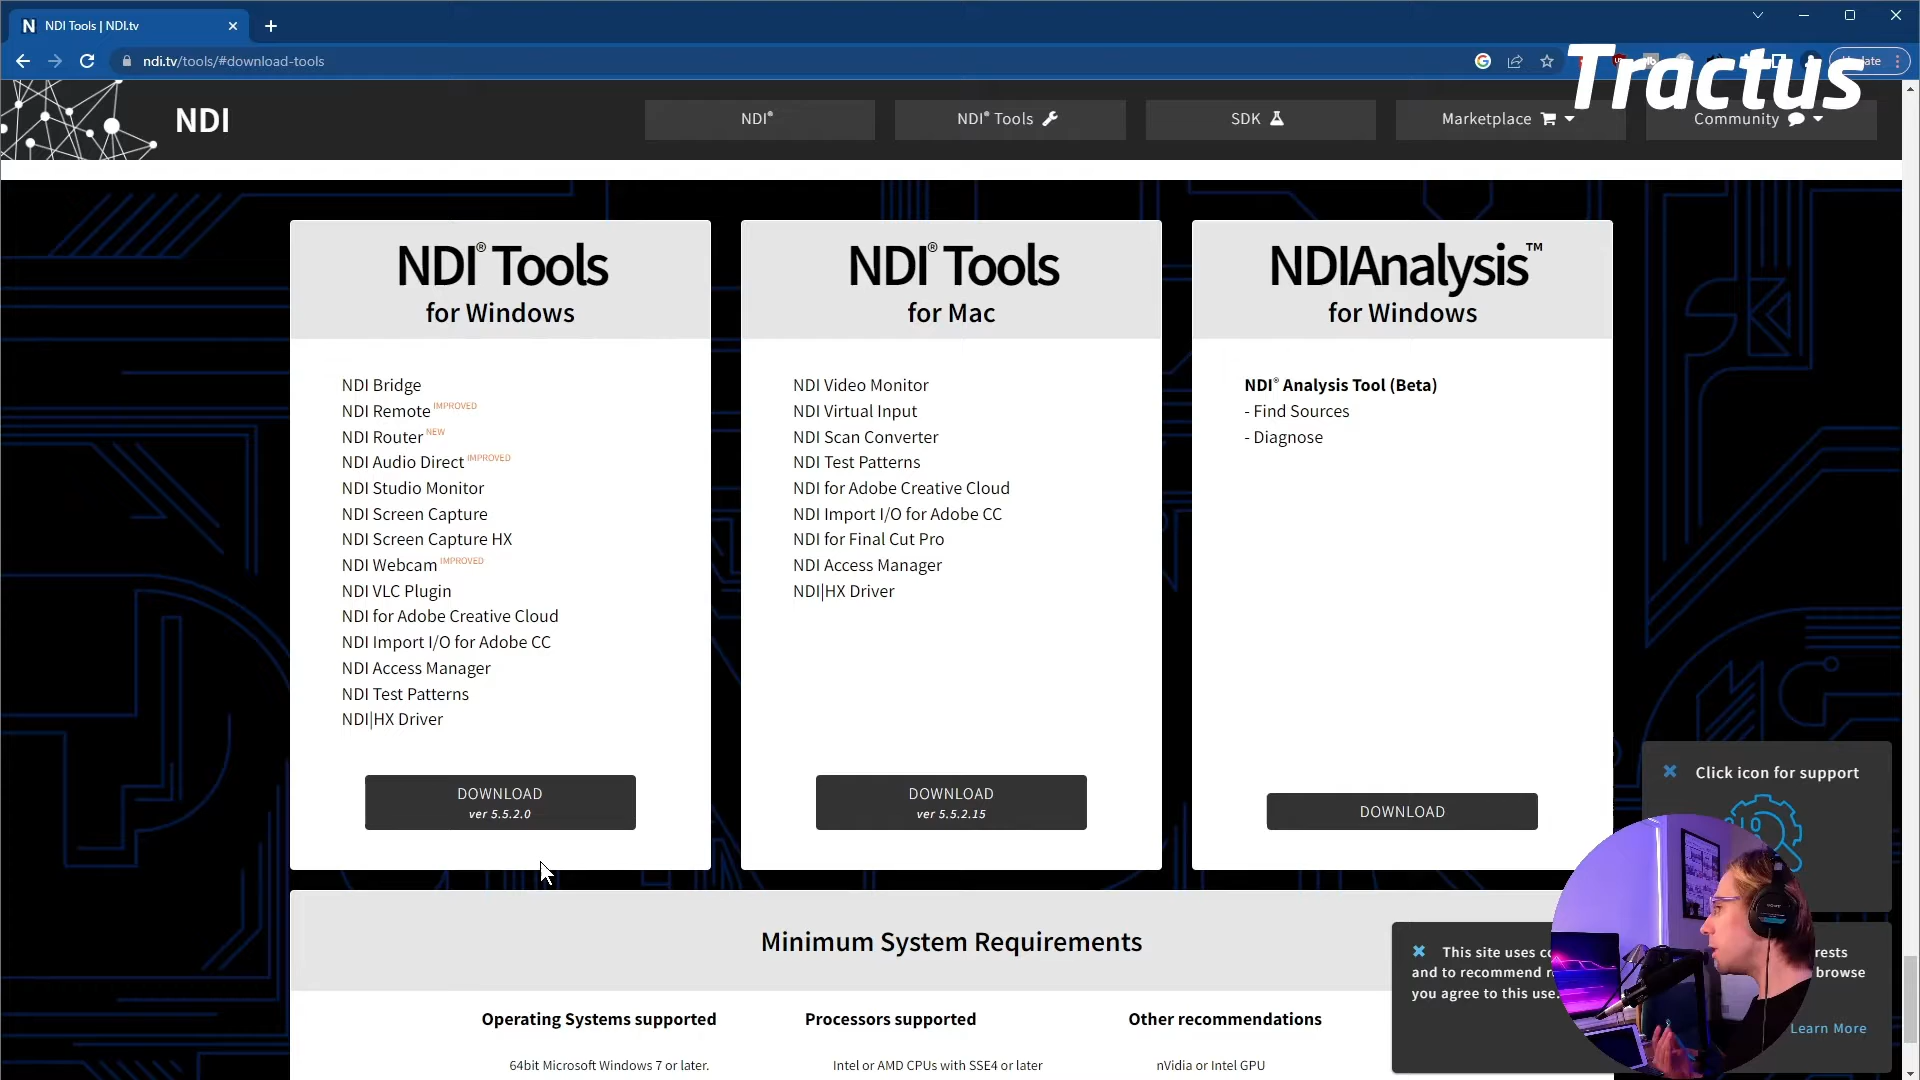 NDI Tools | NDI.tv
ndi.tv/tools/#download-tools
Tractus
NDI
NDI®
NDI® Tools
SDK
Marketplace
Community
NDI® Tools
for Windows
NDI Bridge
NDI Remote IMPROVED
NDI Router NEW
NDI Audio Direct IMPROVED
NDI Studio Monitor
NDI Screen Capture
NDI Screen Capture HX
NDI Webcam IMPROVED
NDI VLC Plugin
NDI for Adobe Creative Cloud
NDI Import I/O for Adobe CC
NDI Access Manager
NDI Test Patterns
NDI|HX Driver
DOWNLOAD
ver 5.5.2.0
NDI® Tools
for Mac
NDI Video Monitor
NDI Virtual Input
NDI Scan Converter
NDI Test Patterns
NDI for Adobe Creative Cloud
NDI Import I/O for Adobe CC
NDI for Final Cut Pro
NDI Access Manager
NDI|HX Driver
DOWNLOAD
ver 5.5.2.15
NDIAnalysis™
for Windows
NDI® Analysis Tool (Beta)
- Find Sources
- Diagnose
DOWNLOAD
Click icon for support
Minimum System Requirements
Operating Systems supported
64bit Microsoft Windows 7 or later.
Processors supported
Intel or AMD CPUs with SSE4 or later
Other recommendations
nVidia or Intel GPU
This site uses
and to recommend browse
you agree to this use.
Learn More